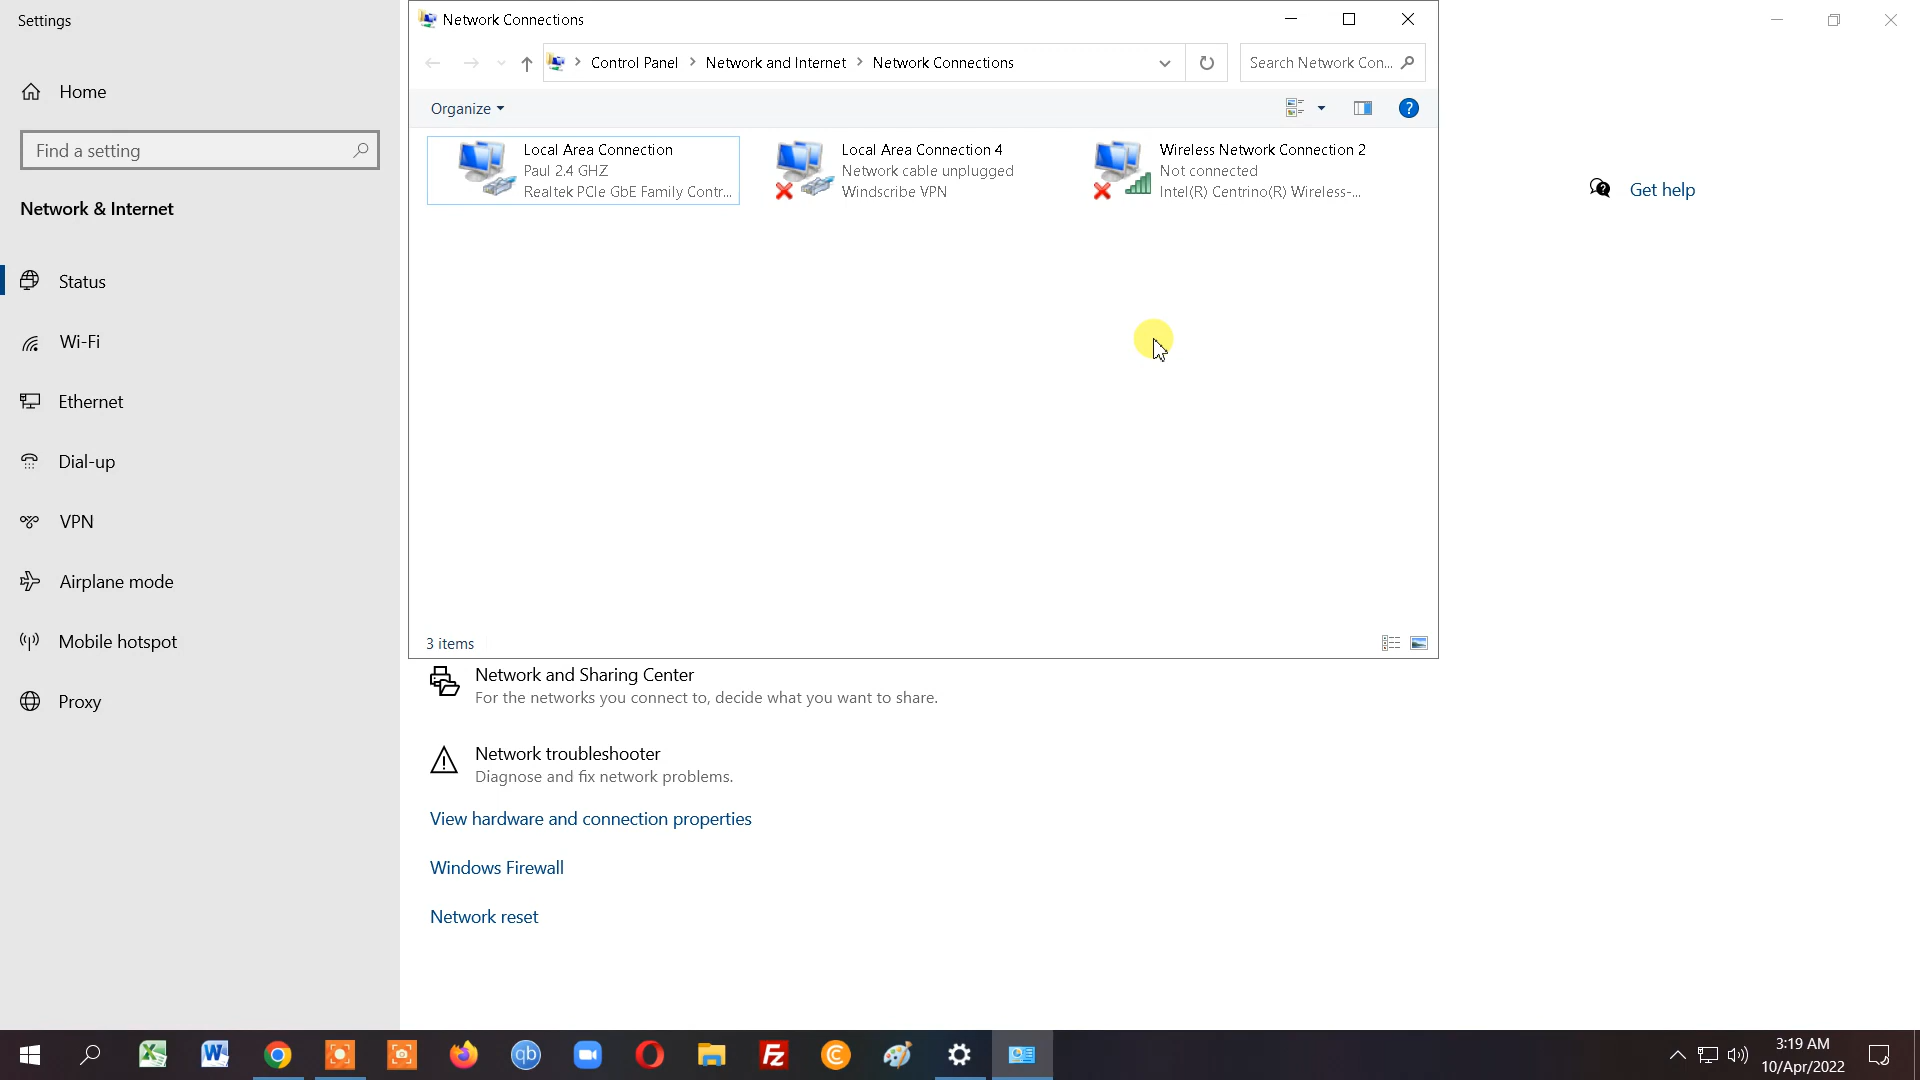 Settings
Home
Find a setting
Network & Internet
Status
Wi-Fi
Ethernet
Dial-up
VPN
Airplane mode
Mobile hotspot
Proxy
Network Connections
Control Panel > Network and Internet > Network Connections
Search Network Con...
Organize
Local Area Connection
Paul 2.4 GHZ
Realtek PCIe GbE Family Contr...
Local Area Connection 4
Network cable unplugged
Windscribe VPN
Wireless Network Connection 2
Not connected
Intel(R) Centrino(R) Wireless-...
3 items
Get help
Network and Sharing Center
For the networks you connect to, decide what you want to share.
Network troubleshooter
Diagnose and fix network problems.
View hardware and connection properties
Windows Firewall
Network reset
3:19 AM
10/Apr/2022